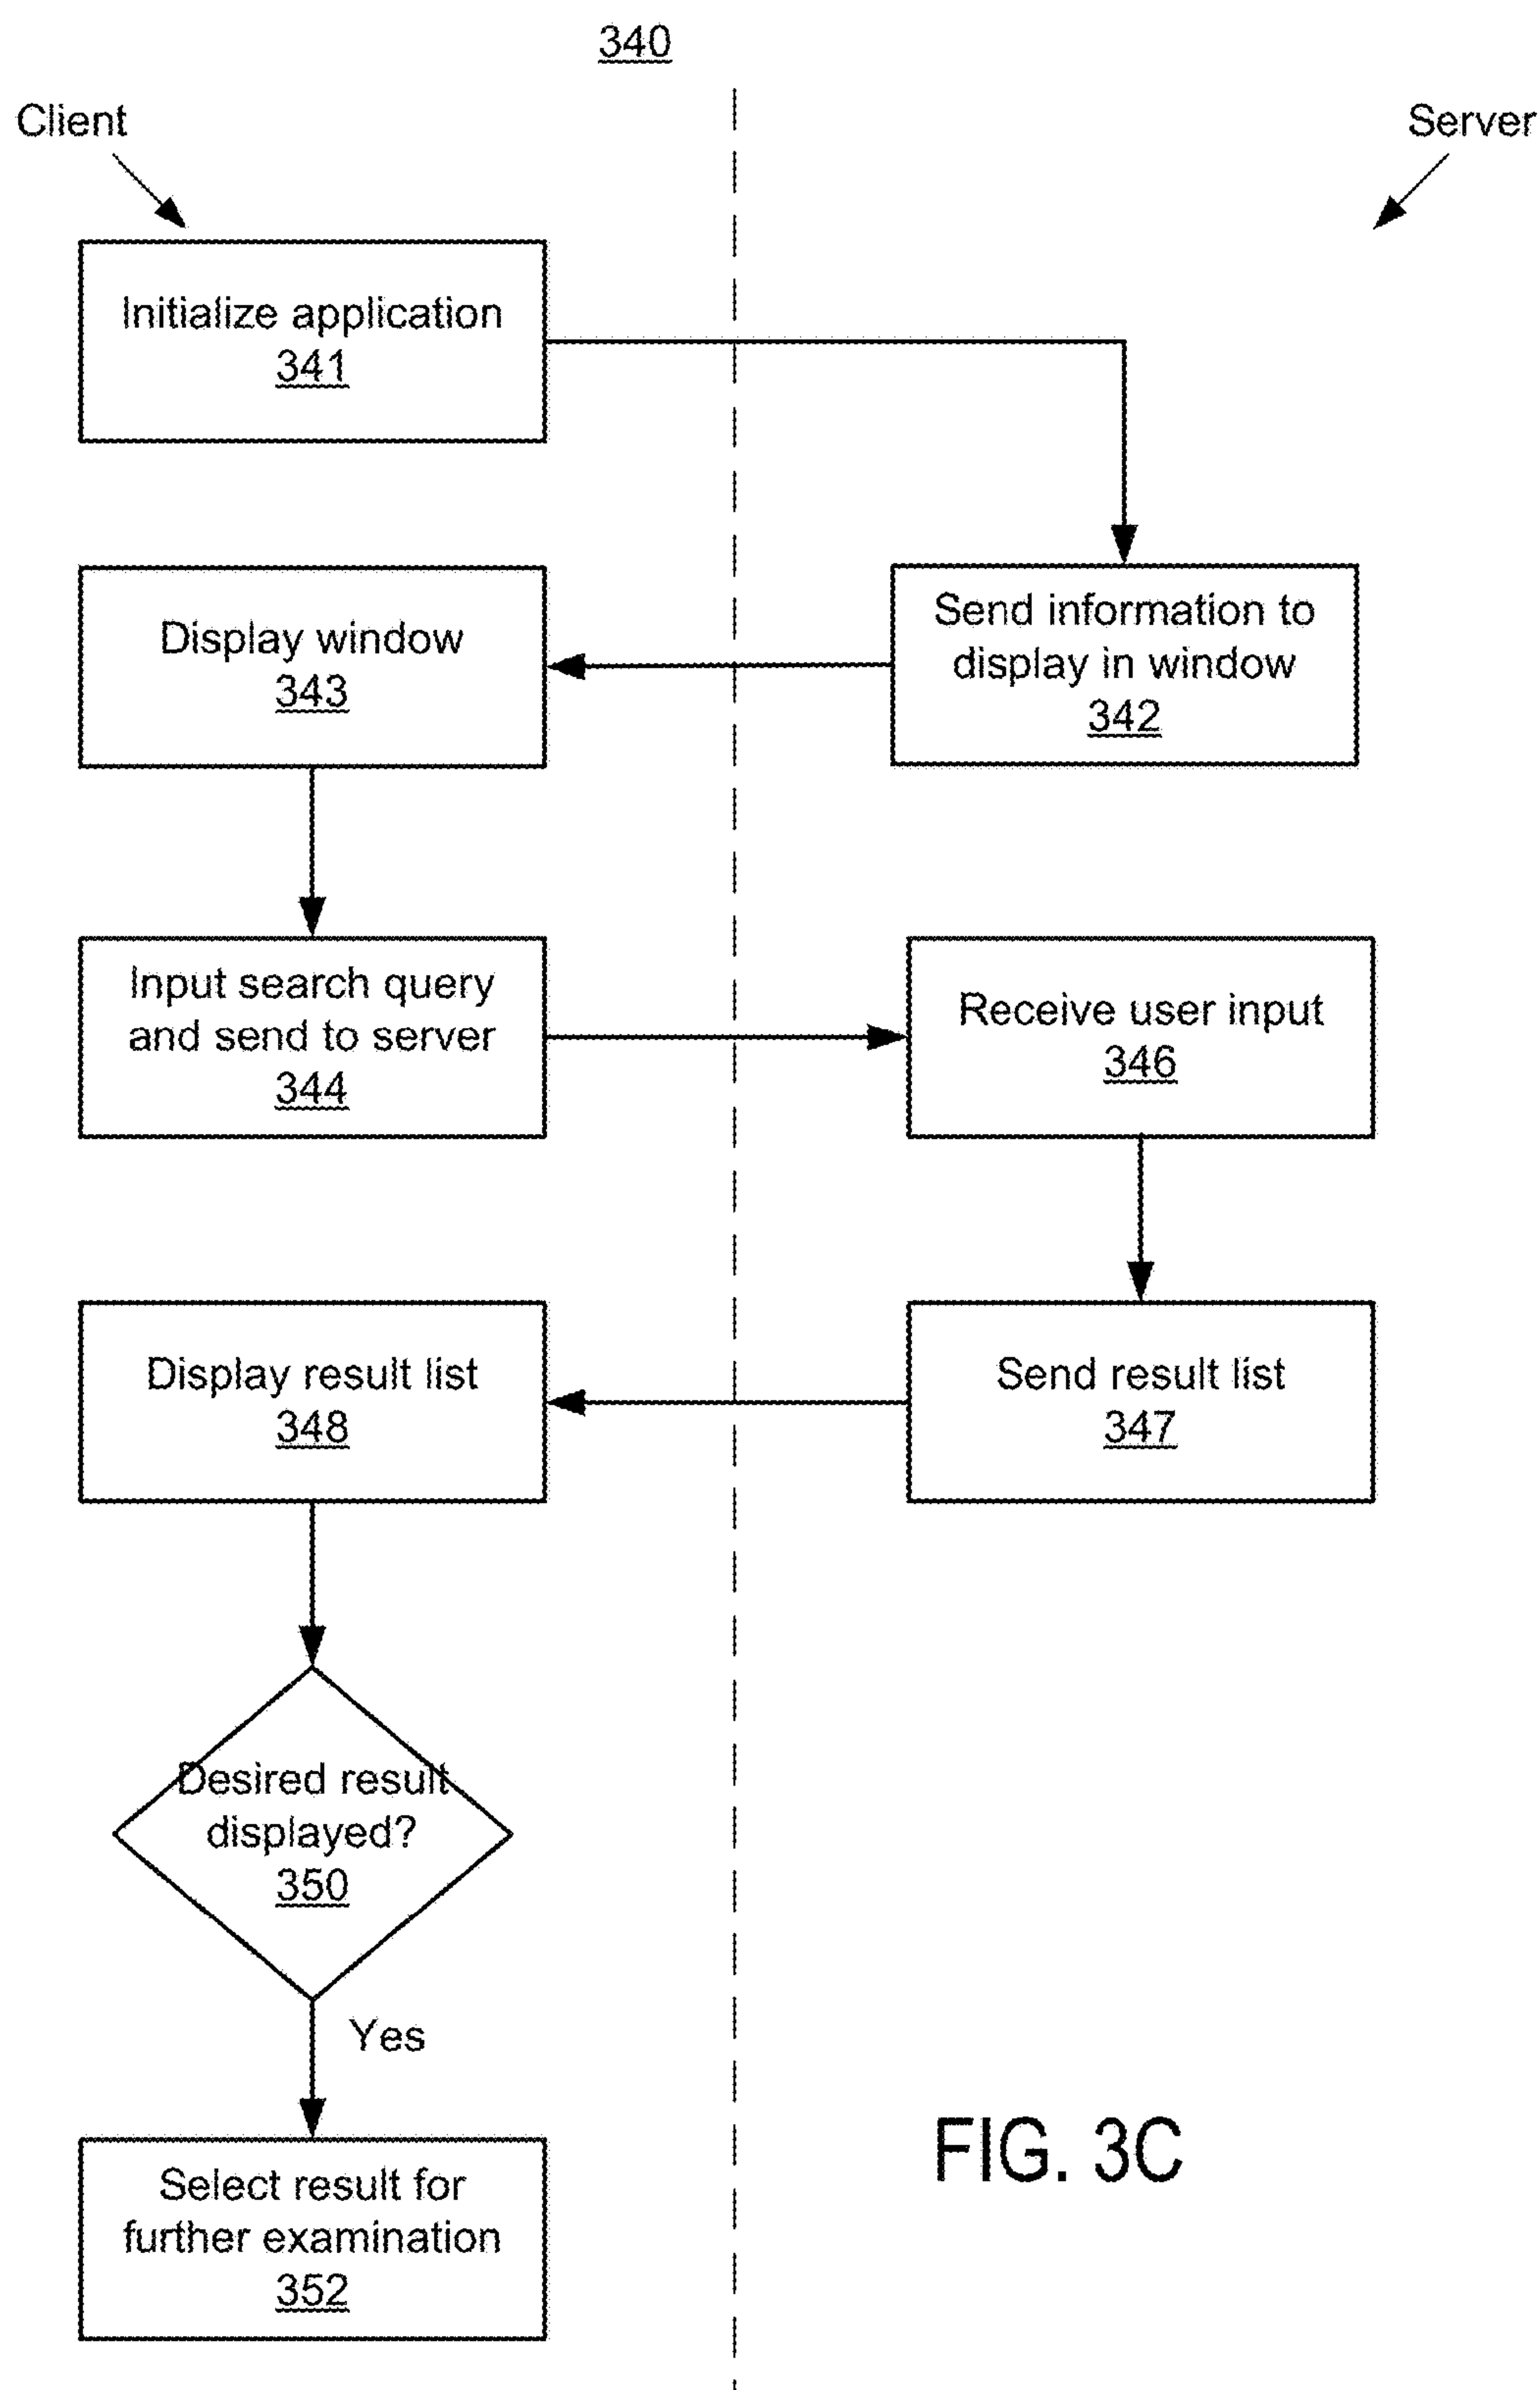 340
Client
Server
Initialize application
341
Send information to
display in window
342
Display window
343
Input search query
and send to server
344
Receive user input
346
Send result list
347
Display result list
348
Desired result
displayed?
350
Yes
Select result for
further examination
352
FIG. 3C